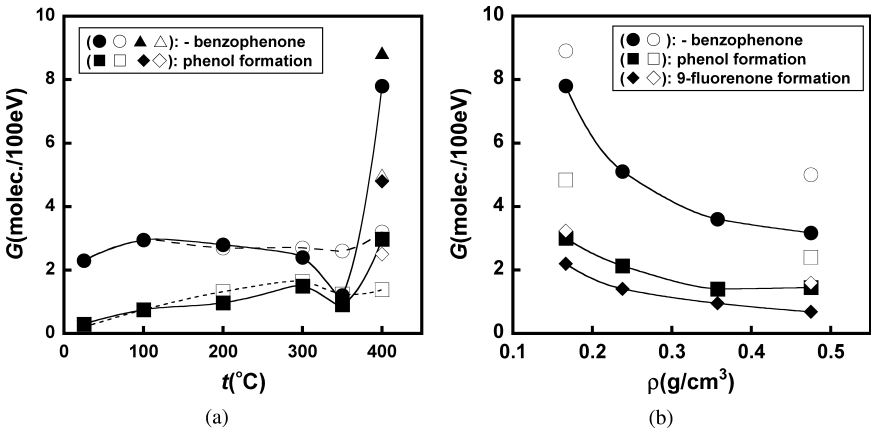 (● ○ ▲ △): - benzophenone
(■ □ ◆ ◇): phenol formation
G(molec./100eV)
10
8
6
4
2
0
0
100
200
300
400
t(°C)
(a)
(● ○ ): - benzophenone
(■ □ ): phenol formation
(◆ ◇ ): 9-fluorenone formation
G(molec./100eV)
10
8
6
4
2
0
0.1
0.2
0.3
0.4
0.5
ρ(g/cm³)
(b)